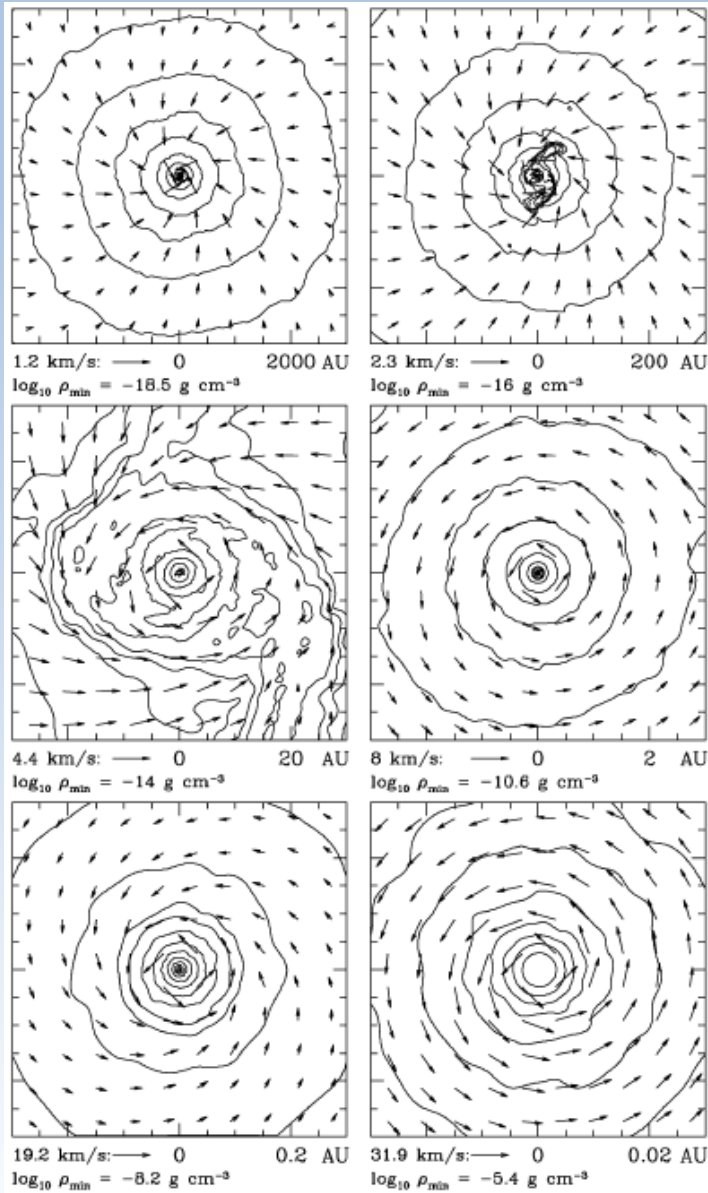 1.2 km/s: 0 2000 AU
log₁₀ ρₘᵢₙ = −18.5 g cm⁻³
2.3 km/s: 0 200 AU
log₁₀ ρₘᵢₙ = −16 g cm⁻³
4.4 km/s: 0 20 AU
log₁₀ ρₘᵢₙ = −14 g cm⁻³
8 km/s: 0 2 AU
log₁₀ ρₘᵢₙ = −10.6 g cm⁻³
19.2 km/s: 0 0.2 AU
log₁₀ ρₘᵢₙ = −8.2 g cm⁻³
31.9 km/s: 0 0.02 AU
log₁₀ ρₘᵢₙ = −5.4 g cm⁻³